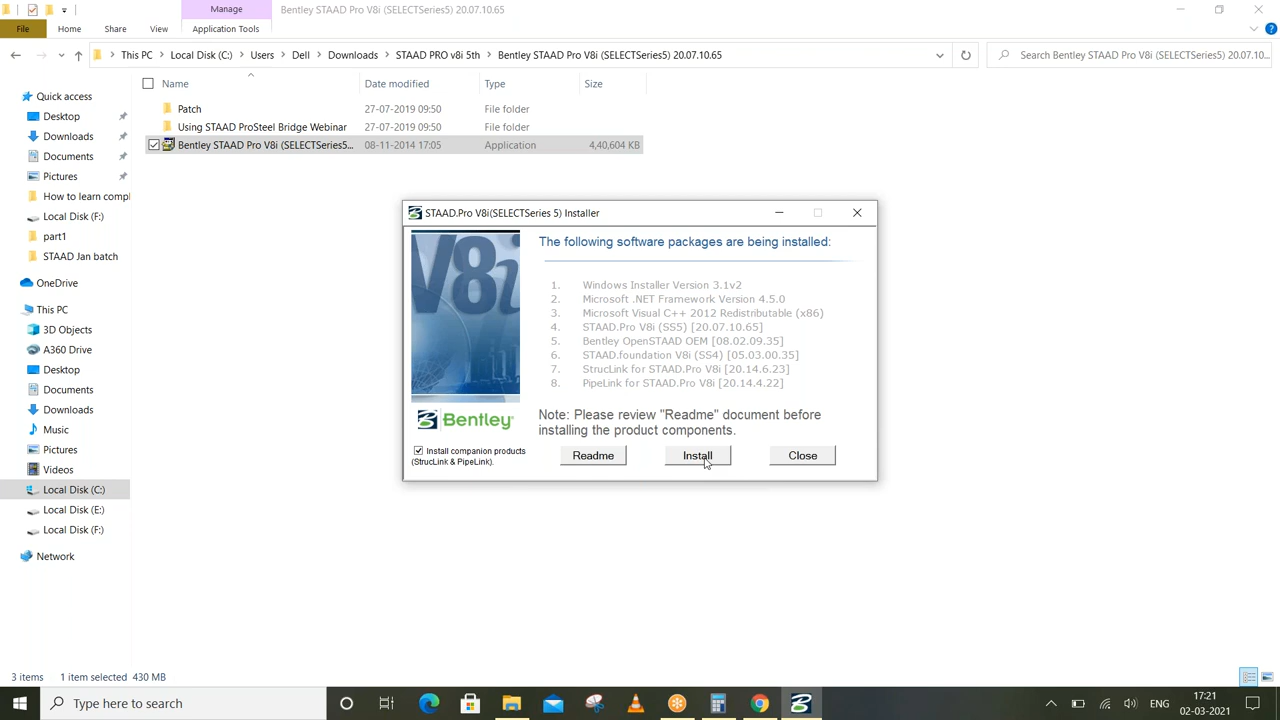 Manage
Bentley STAAD Pro V8i (SELECTSeries5) 20.07.10.65
File
Home
Share
View
Application Tools
This PC
Local Disk (C:)
Users
Dell
Downloads
STAAD PRO v8i 5th
Bentley STAAD Pro V8i (SELECTSeries5) 20.07.10.65
Search Bentley STAAD Pro V8i (SELECTSeries5) 20.07.10...
Name
Date modified
Type
Size
Patch
27-07-2019 09:50
File folder
Using STAAD ProSteel Bridge Webinar
27-07-2019 09:50
File folder
Bentley STAAD Pro V8i (SELECTSeries5...
08-11-2014 17:05
Application
4,40,604 KB
Quick access
Desktop
Downloads
Documents
Pictures
How to learn compl
Local Disk (F:)
part1
STAAD Jan batch
OneDrive
This PC
3D Objects
A360 Drive
Desktop
Documents
Downloads
Music
Pictures
Videos
Local Disk (C:)
Local Disk (E:)
Local Disk (F:)
Network
STAAD.Pro V8i(SELECTSeries 5) Installer
V8i
The following software packages are being installed:
1. Windows Installer Version 3.1v2
2. Microsoft .NET Framework Version 4.5.0
3. Microsoft Visual C++ 2012 Redistributable (x86)
4. STAAD.Pro V8i (SS5) [20.07.10.65]
5. Bentley OpenSTAAD OEM [08.02.09.35]
6. STAAD.foundation V8i (SS4) [05.03.00.35]
7. StrucLink for STAAD.Pro V8i [20.14.6.23]
8. PipeLink for STAAD.Pro V8i [20.14.4.22]
Bentley
Note: Please review "Readme" document before
installing the product components.
Install companion products
(StrucLink & PipeLink).
Readme
Install
Close
3 items
1 item selected 430 MB
Type here to search
ENG
17:21
02-03-2021